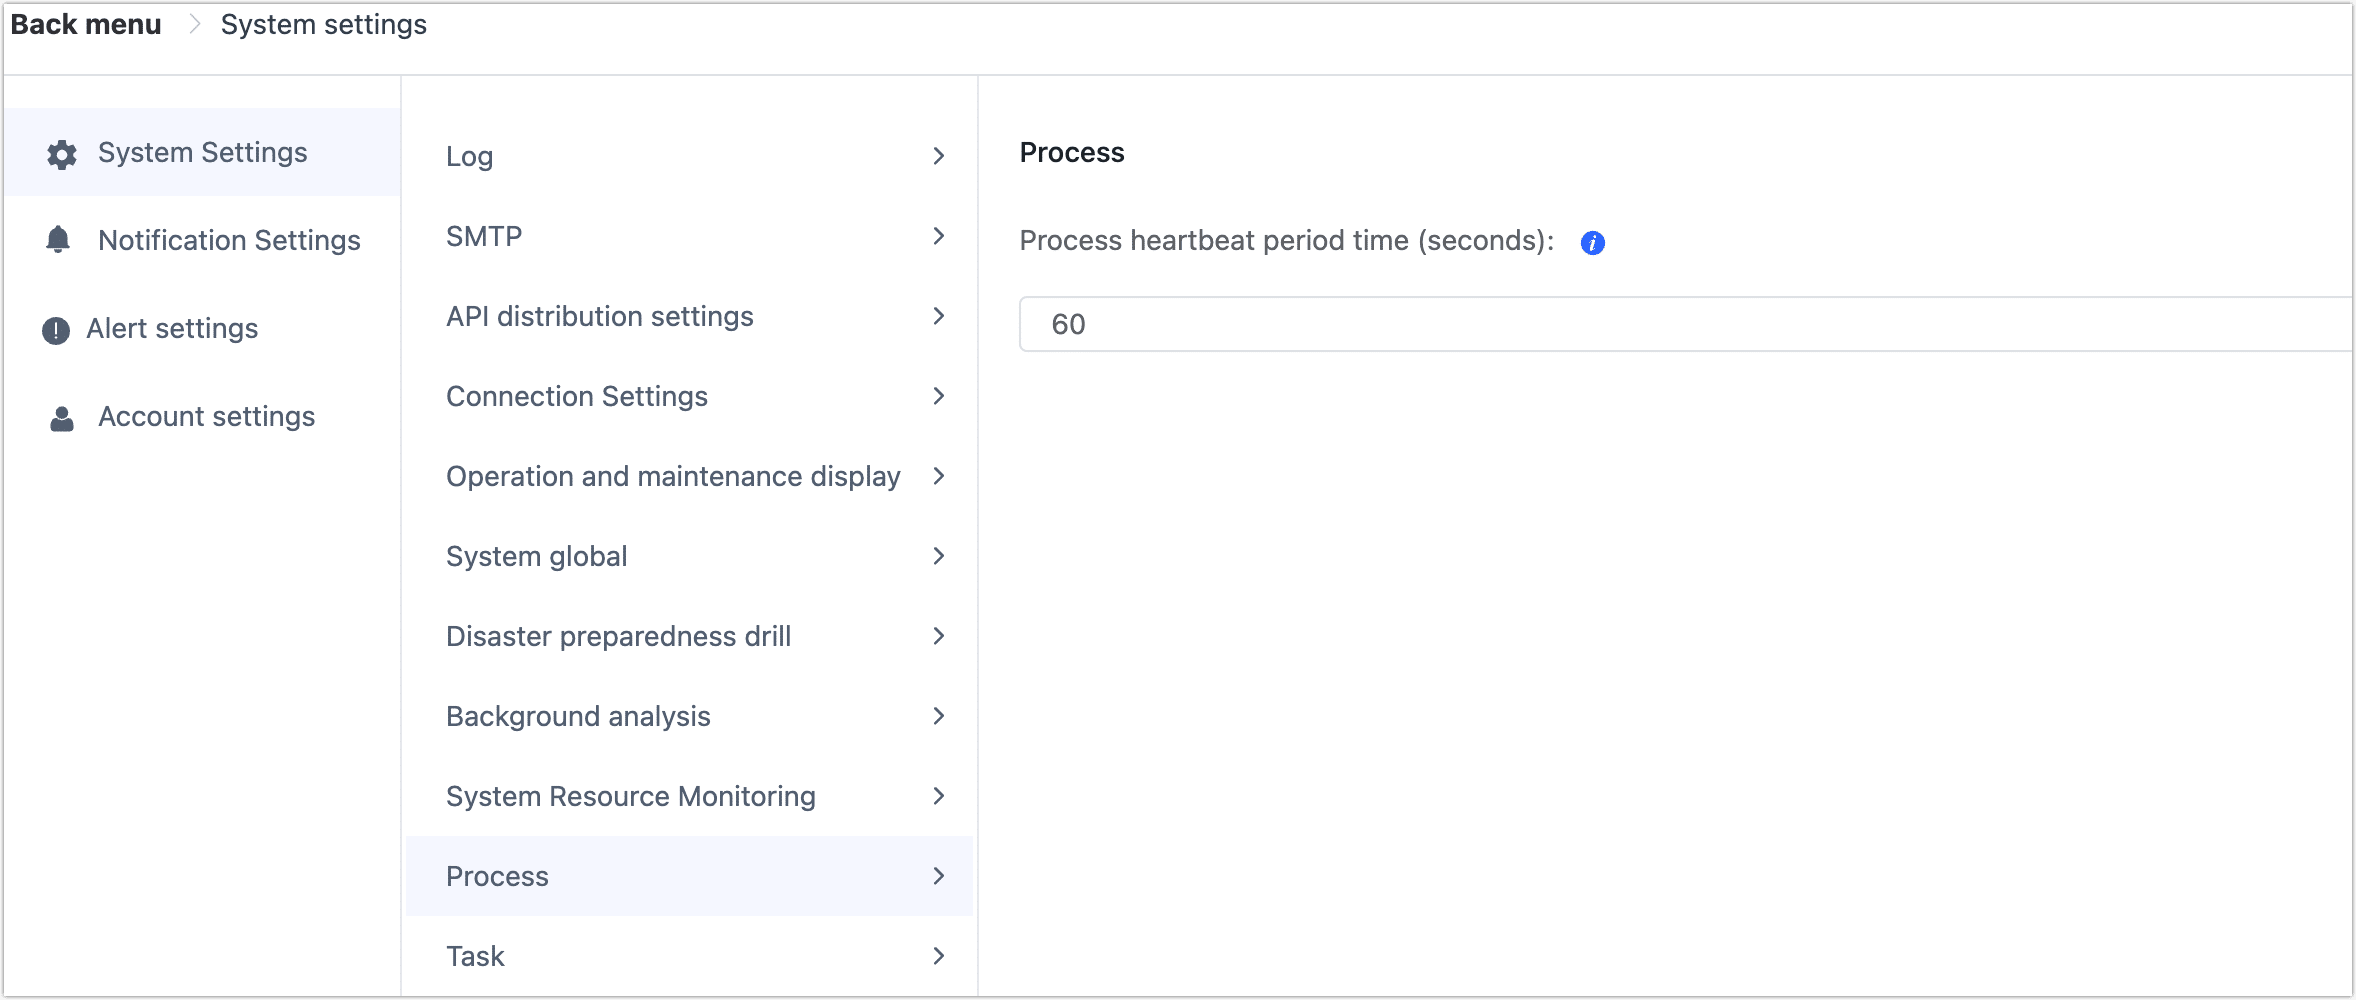 Back menu > System settings
System Settings
Notification Settings
Alert settings
Account settings
Log
SMTP
API distribution settings
Connection Settings
Operation and maintenance display
System global
Disaster preparedness drill
Background analysis
System Resource Monitoring
Process
Task
Process
Process heartbeat period time (seconds):
60